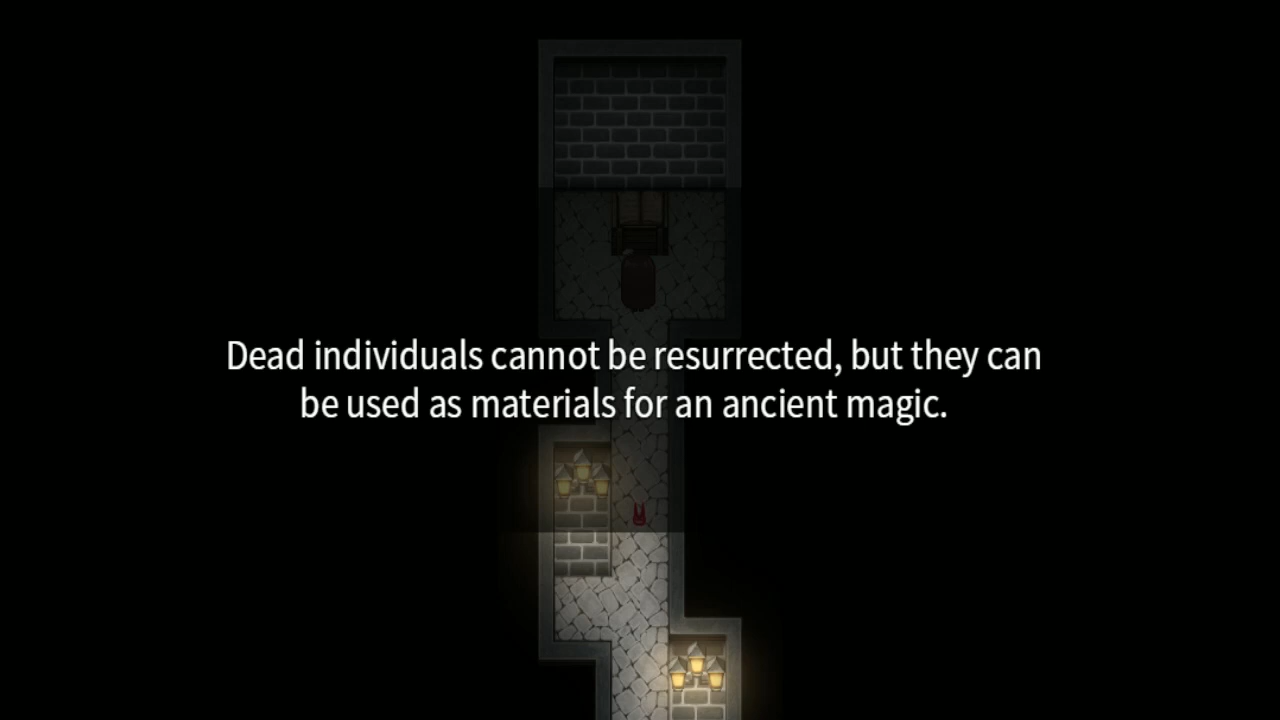 Dead individuals cannot be resurrected, but they can
be used as materials for an ancient magic.